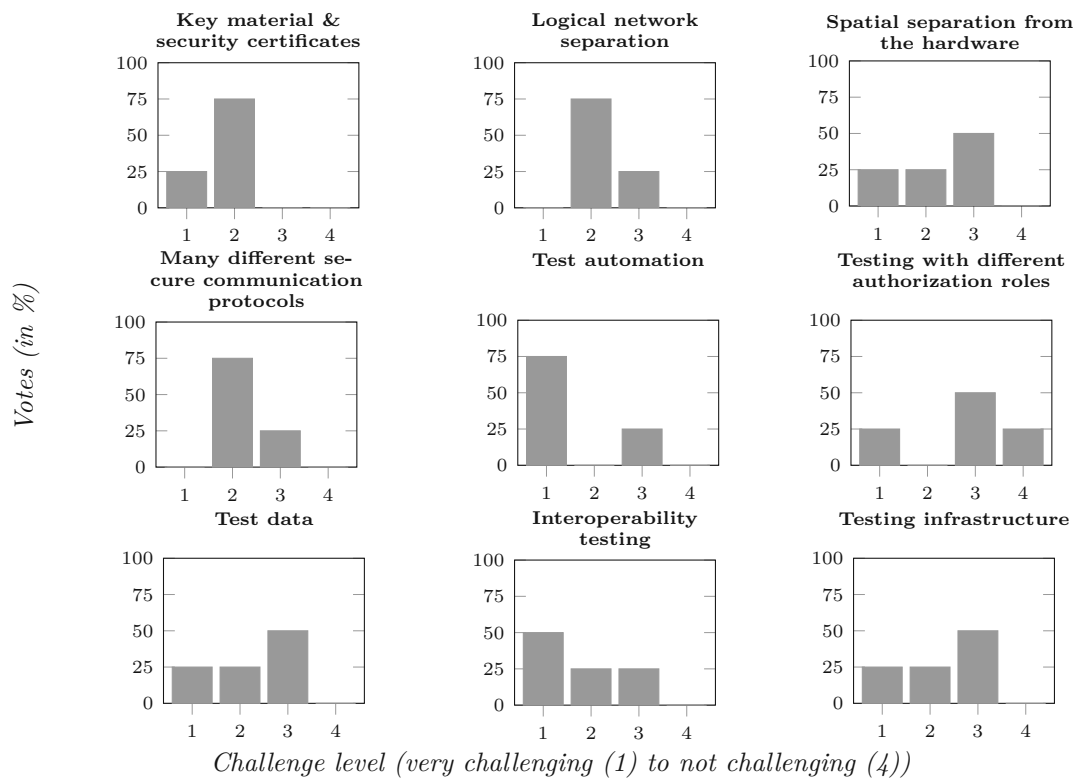 Key material &
security certificates
100
75
50
25
0
1 2 3 4
Logical network
separation
100
75
50
25
0
1 2 3 4
Spatial separation from
the hardware
100
75
50
25
0
1 2 3 4
Many different se-
cure communication
protocols
100
75
50
25
0
1 2 3 4
Test automation
100
75
50
25
0
1 2 3 4
Testing with different
authorization roles
100
75
50
25
0
1 2 3 4
Test data
100
75
50
25
0
1 2 3 4
Interoperability
testing
100
75
50
25
0
1 2 3 4
Testing infrastructure
100
75
50
25
0
1 2 3 4
Votes (in %)
Challenge level (very challenging (1) to not challenging (4))